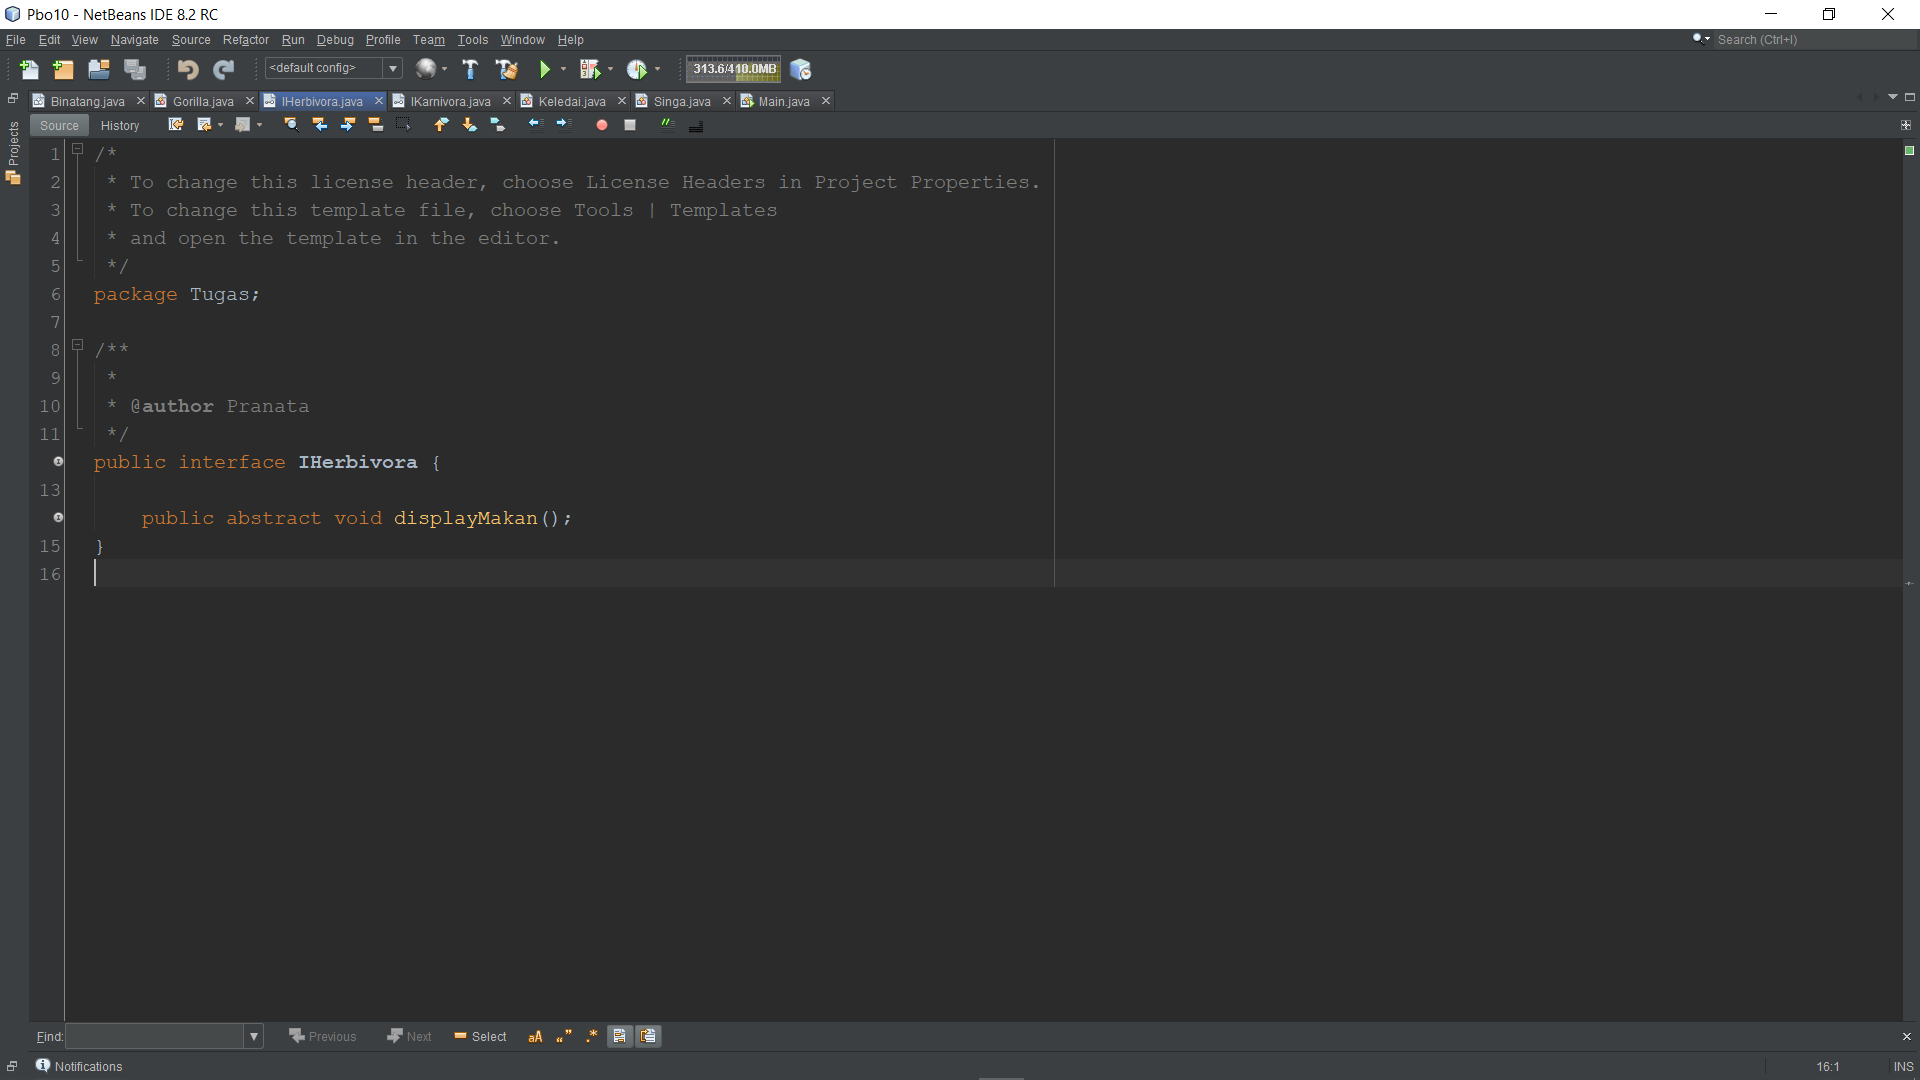 Pbo10 - NetBeans IDE 8.2 RC
File Edit View Navigate Source Refactor Run Debug Profile Team Tools Window Help
Search (Ctrl+I)
<default config>
313.6/410.0MB
Binatang.java Gorilla.java IHerbivora.java IKarnivora.java Keledai.java Singa.java Main.java
Source History
Projects
1 /*
2 * To change this license header, choose License Headers in Project Properties.
3 * To change this template file, choose Tools | Templates
4 * and open the template in the editor.
5 */
6 package Tugas;
7
8 /**
9 *
10 * @author Pranata
11 */
public interface IHerbivora {
13
public abstract void displayMakan();
15 }
16
Find: Previous Next Select aA
Notifications
16:1 INS